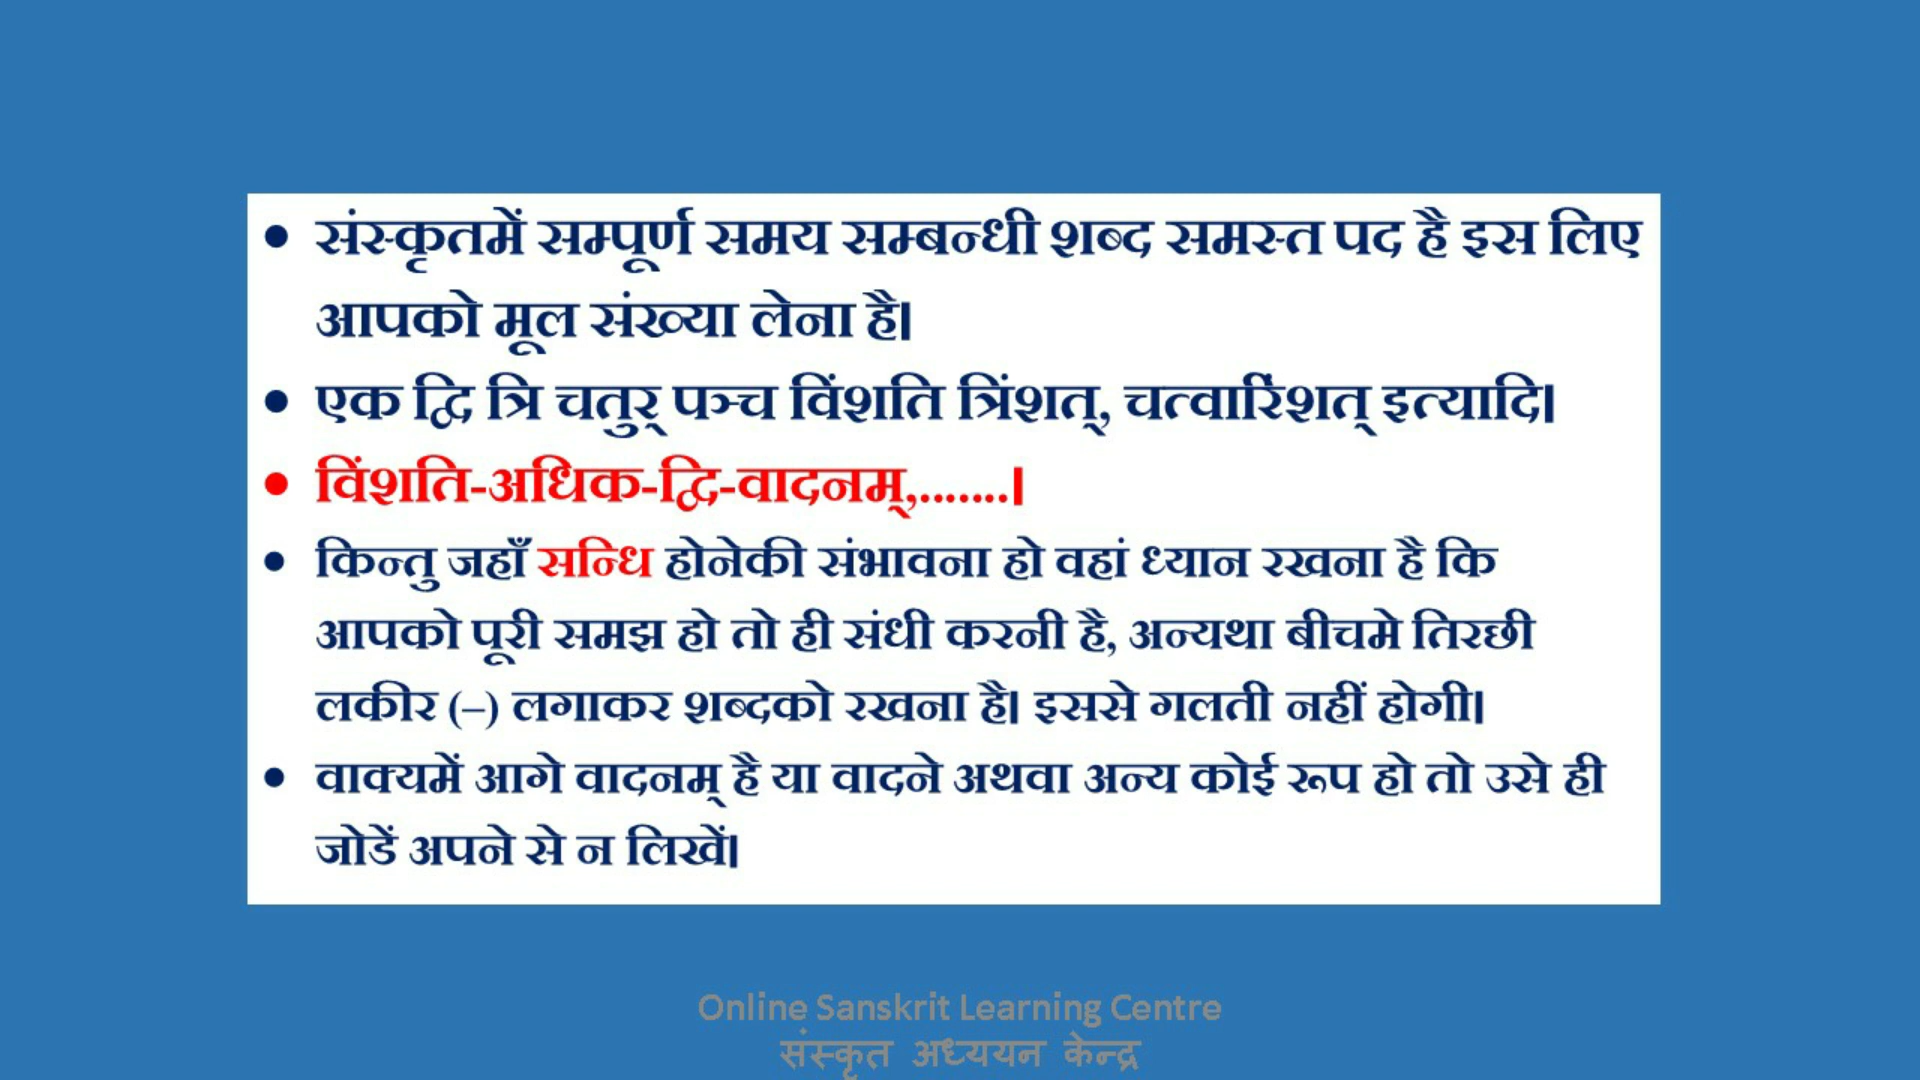 • संस्कृतमें सम्पूर्ण समय सम्बन्धी शब्द समस्त पद है इस लिए
आपको मूल संख्या लेना है।
• एक द्वि त्रि चतुर् पञ्च विंशति त्रिंशत्, चत्वारिंशत् इत्यादि।
• विंशति-अधिक-द्वि-वादनम्,.......।
• किन्तु जहाँ सन्धि होनेकी संभावना हो वहां ध्यान रखना है कि
आपको पूरी समझ हो तो ही संधी करनी है, अन्यथा बीचमे तिरछी
लकीर (–) लगाकर शब्दको रखना है। इससे गलती नहीं होगी।
• वाक्यमें आगे वादनम् है या वादने अथवा अन्य कोई रूप हो तो उसे ही
जोडें अपने से न लिखें।
Online Sanskrit Learning Centre
संस्कृत अध्ययन केन्द्र